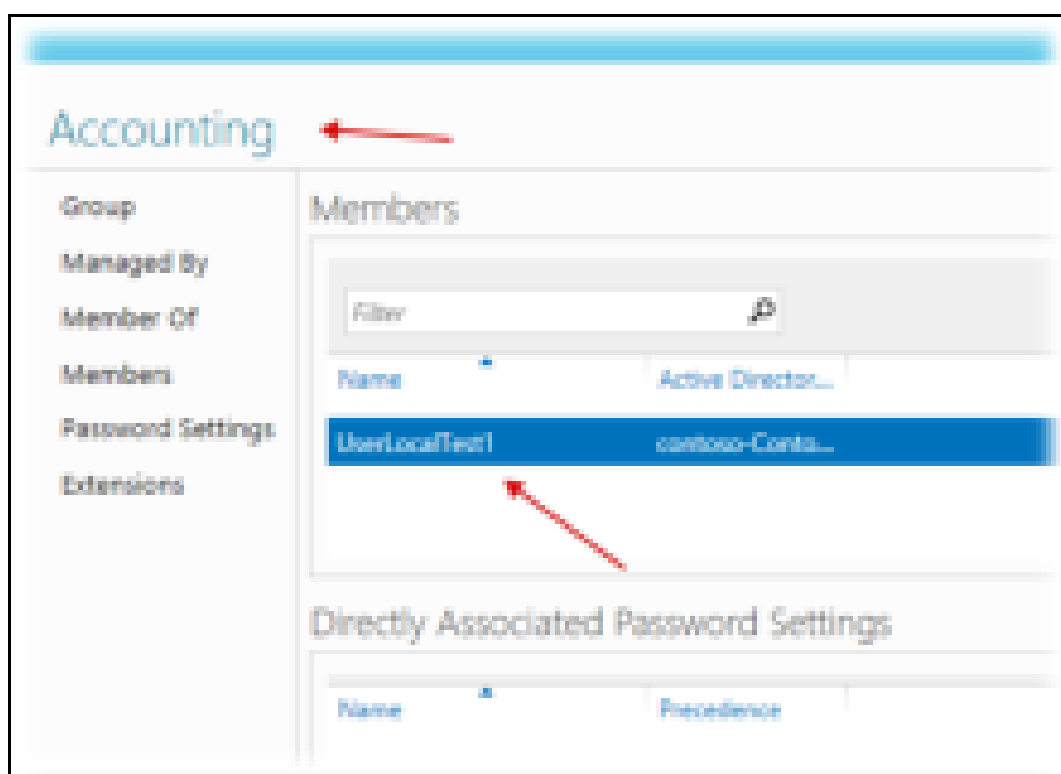 Accounting
Group
Managed By
Member Of
Members
Password Settings
Extensions
Members
Filter
Name Active Director...
UserLocalTest1 contoso-Conto...
Directly Associated Password Settings
Name Precedence